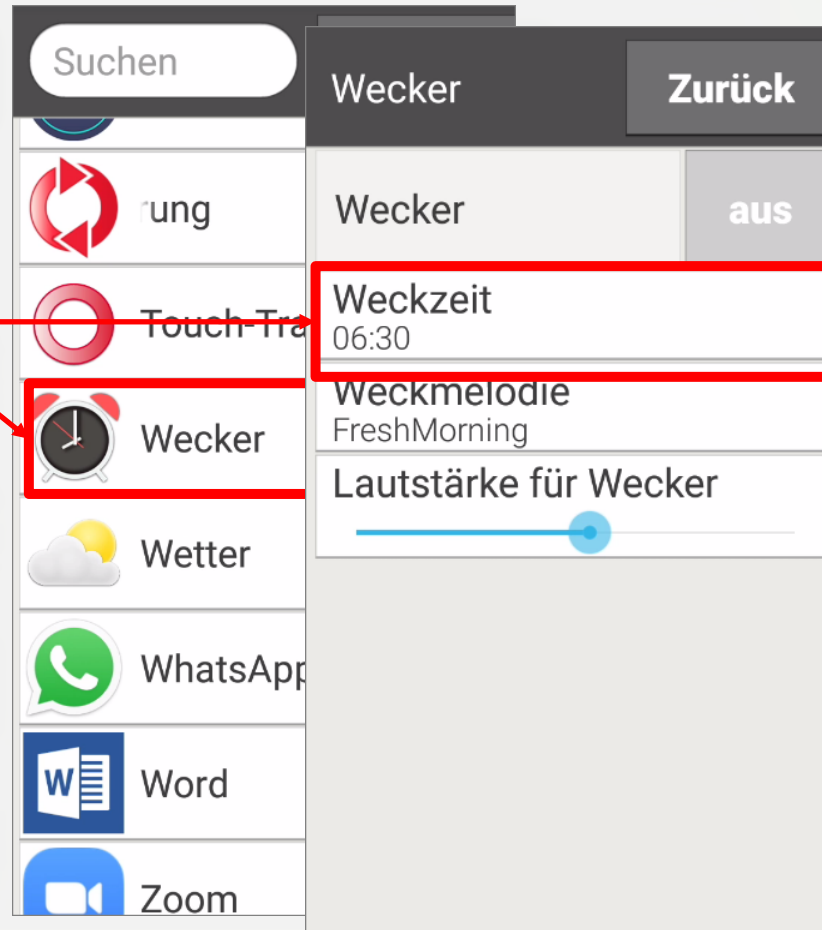 Suchen
rung
Touch-Tra
Wecker
Wetter
WhatsApp
W
Word
Zoom
Wecker
Zurück
Wecker
aus
Weckzeit
06:30
Weckmelodie
FreshMorning
Lautstärke für Wecker